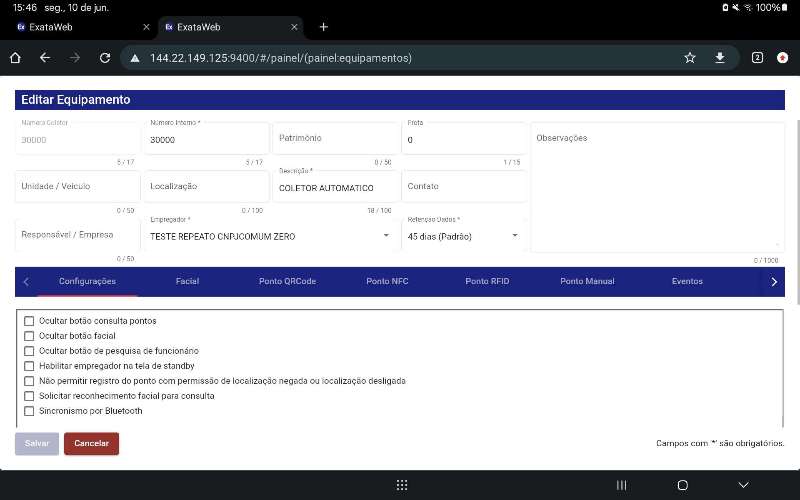 15:46 seg., 10 de jun. 100%
ExataWeb ExataWeb
144.22.149.125:9400/#/painel/(painel:equipamentos) 2
Editar Equipamento
Número Coletor Número Interno * Frota
30000 30000 Patrimônio 0 Observações
5 / 17 5 / 17 0 / 50 1 / 15
Descrição *
Unidade / Veículo Localização COLETOR AUTOMATICO Contato
0 / 50 0 / 100 18 / 100
Empregador * Retenção Dados *
Responsável / Empresa TESTE REPEATO CNPJCOMUM ZERO 45 dias (Padrão)
0 / 50 0 / 1000
Configurações Facial Ponto QRCode Ponto NFC Ponto RFID Ponto Manual Eventos
Ocultar botão consulta pontos
Ocultar botão facial
Ocultar botão de pesquisa de funcionário
Habilitar empregador na tela de standby
Não permitir registro do ponto com permissão de localização negada ou localização desligada
Solicitar reconhecimento facial para consulta
Sincronismo por Bluetooth
Salvar Cancelar Campos com '*' são obrigatórios.